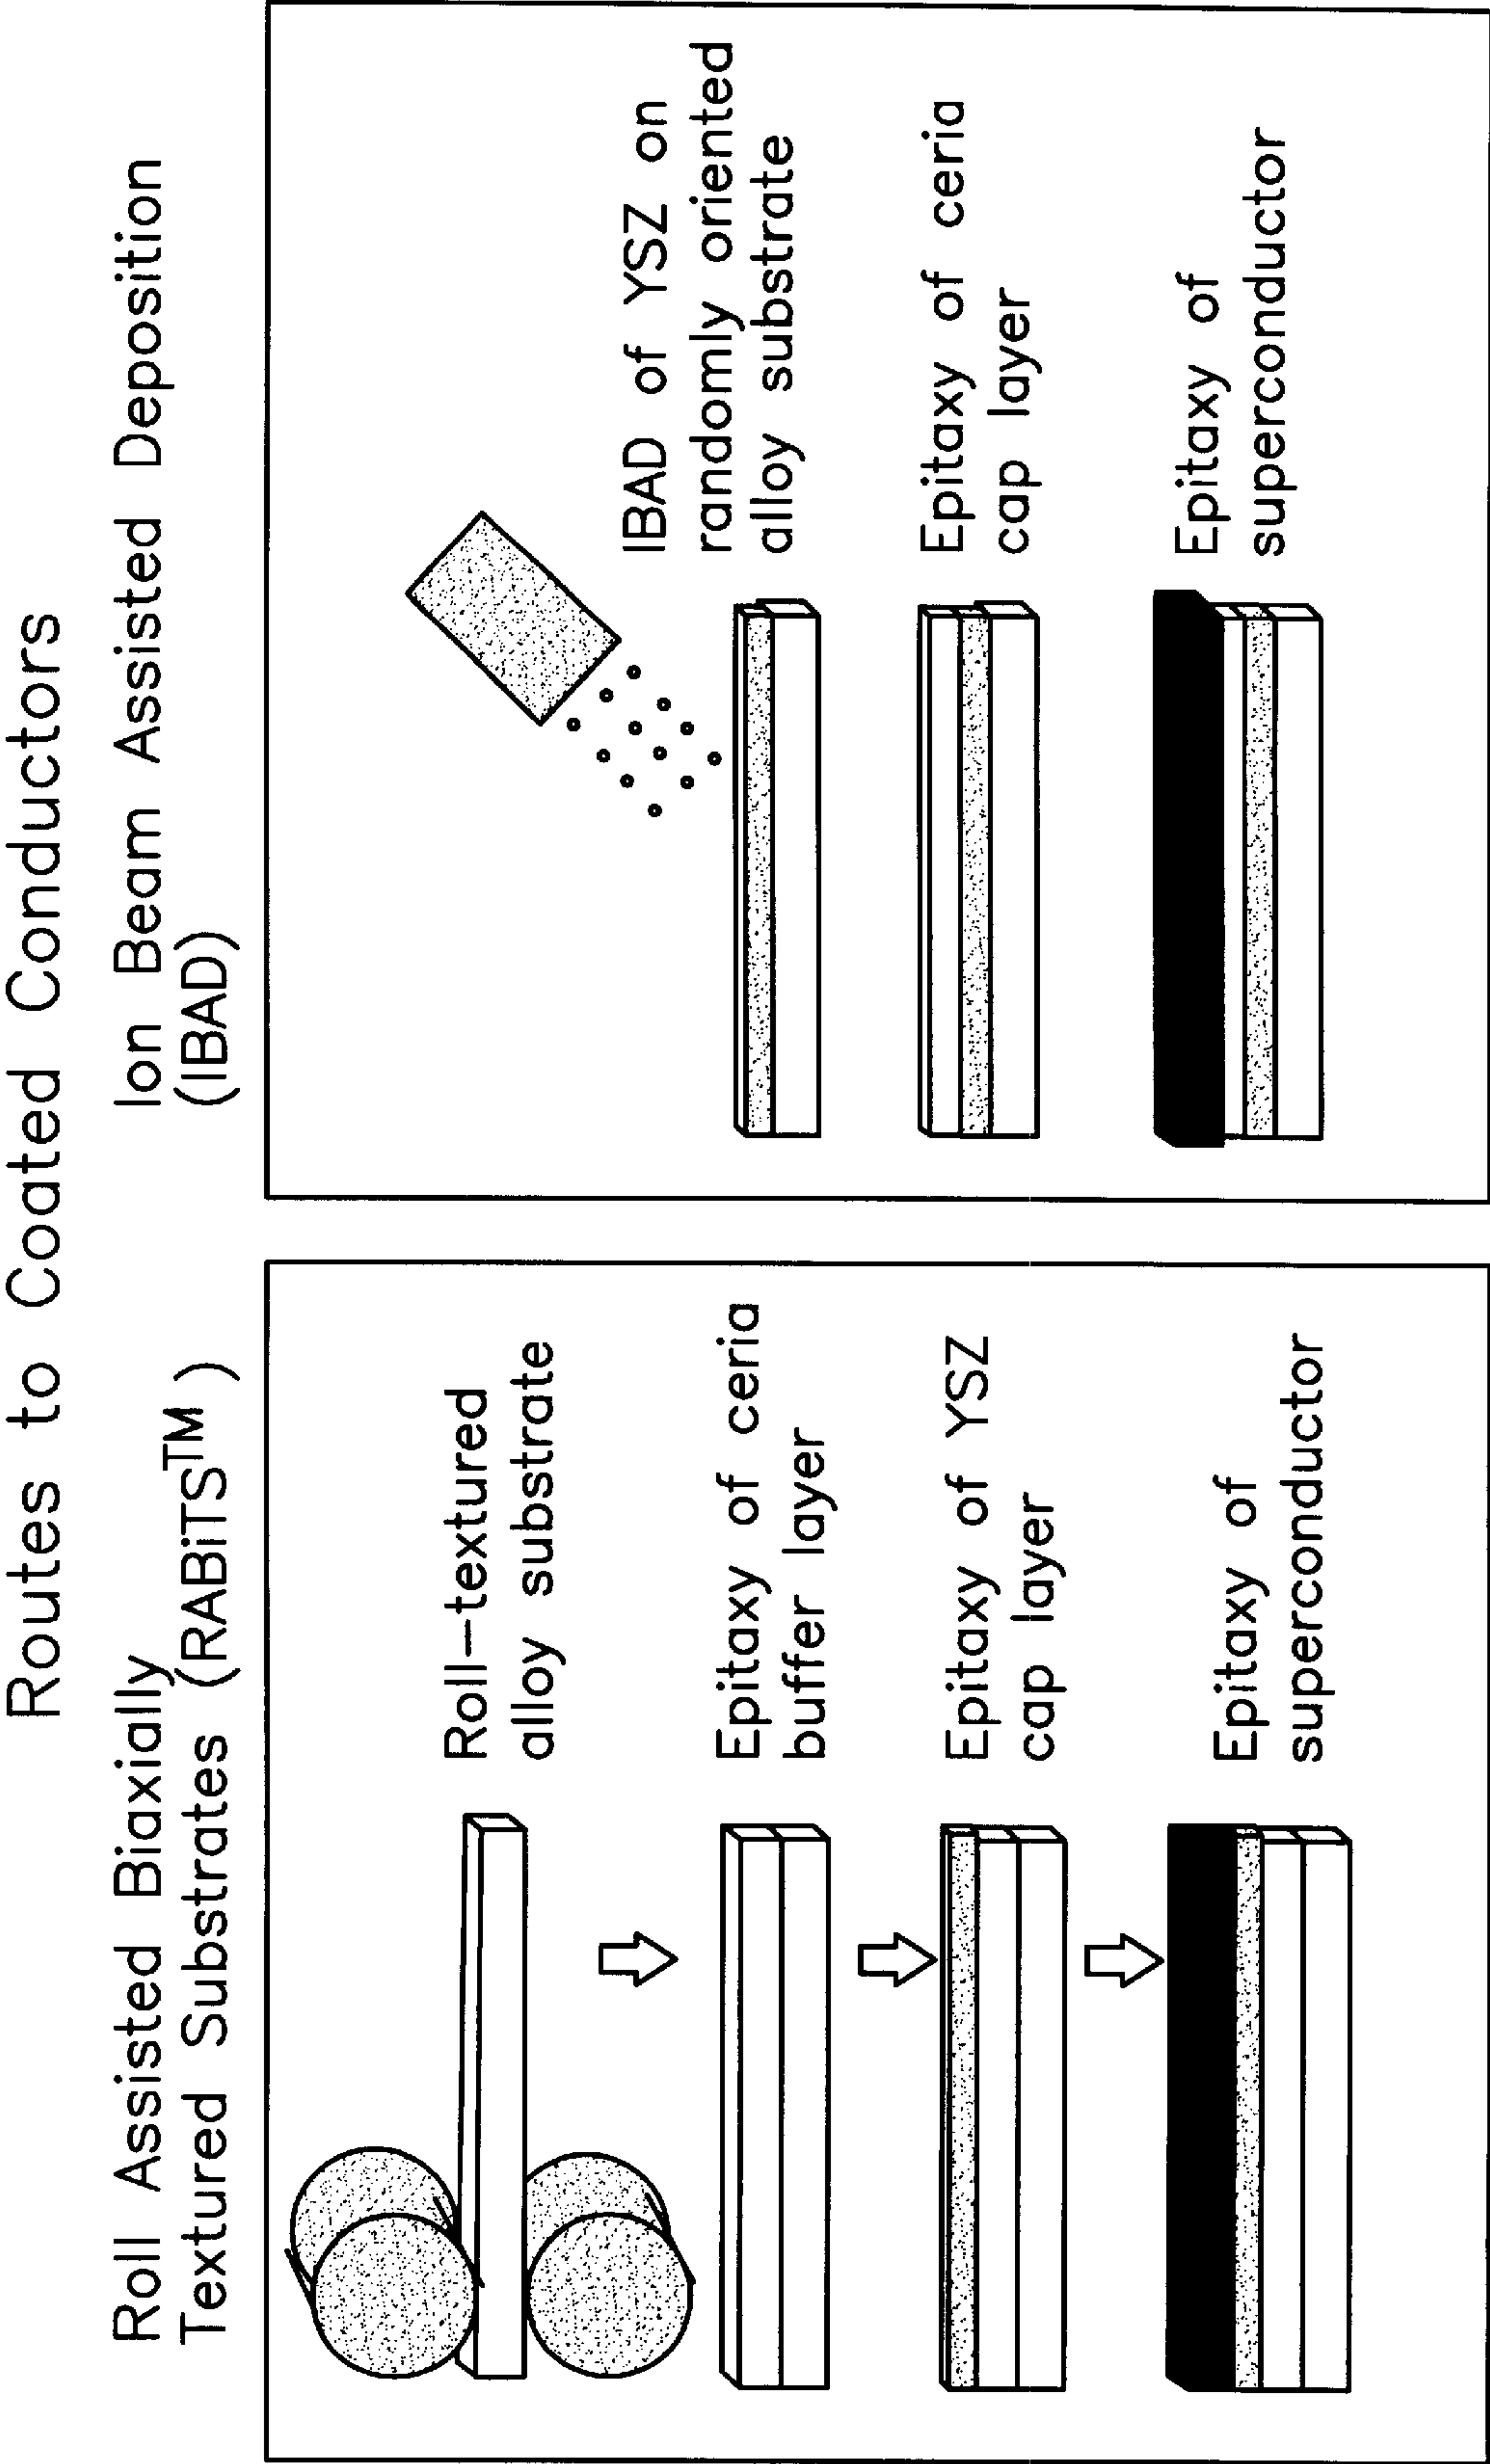 Routes to Coated Conductors
Roll Assisted Biaxially
Textured Substrates (RABiTS™)
Roll-textured
alloy substrate
Epitaxy of ceria
buffer layer
Epitaxy of YSZ
cap layer
Epitaxy of
superconductor
Ion Beam Assisted Deposition
(IBAD)
IBAD of YSZ on
randomly oriented
alloy substrate
Epitaxy of ceria
cap layer
Epitaxy of
superconductor